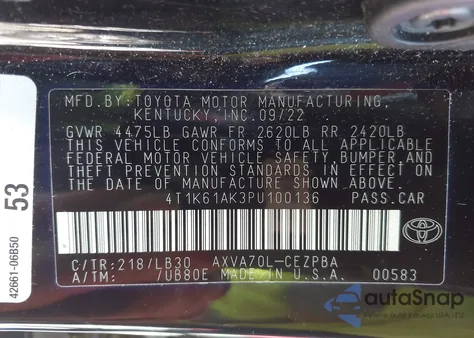 MFD. BY: TOYOTA MOTOR MANUFACTURING,
KENTUCKY, INC. 09/22
GVWR 4475LB GAWR FR 2620LB RR 2420LB
THIS VEHICLE CONFORMS TO ALL APPLICABLE
FEDERAL MOTOR VEHICLE SAFETY, BUMPER, AND
THEFT PREVENTION STANDARDS IN EFFECT ON
THE DATE OF MANUFACTURE SHOWN ABOVE.
4T1K61AK3PU100136 PASS.CAR
C/TR:218/LB30 AXVA70L-CEZPBA
A/TM: 7UB80E MADE IN U.S.A. 00583
53
42661-06B50
autoSnap